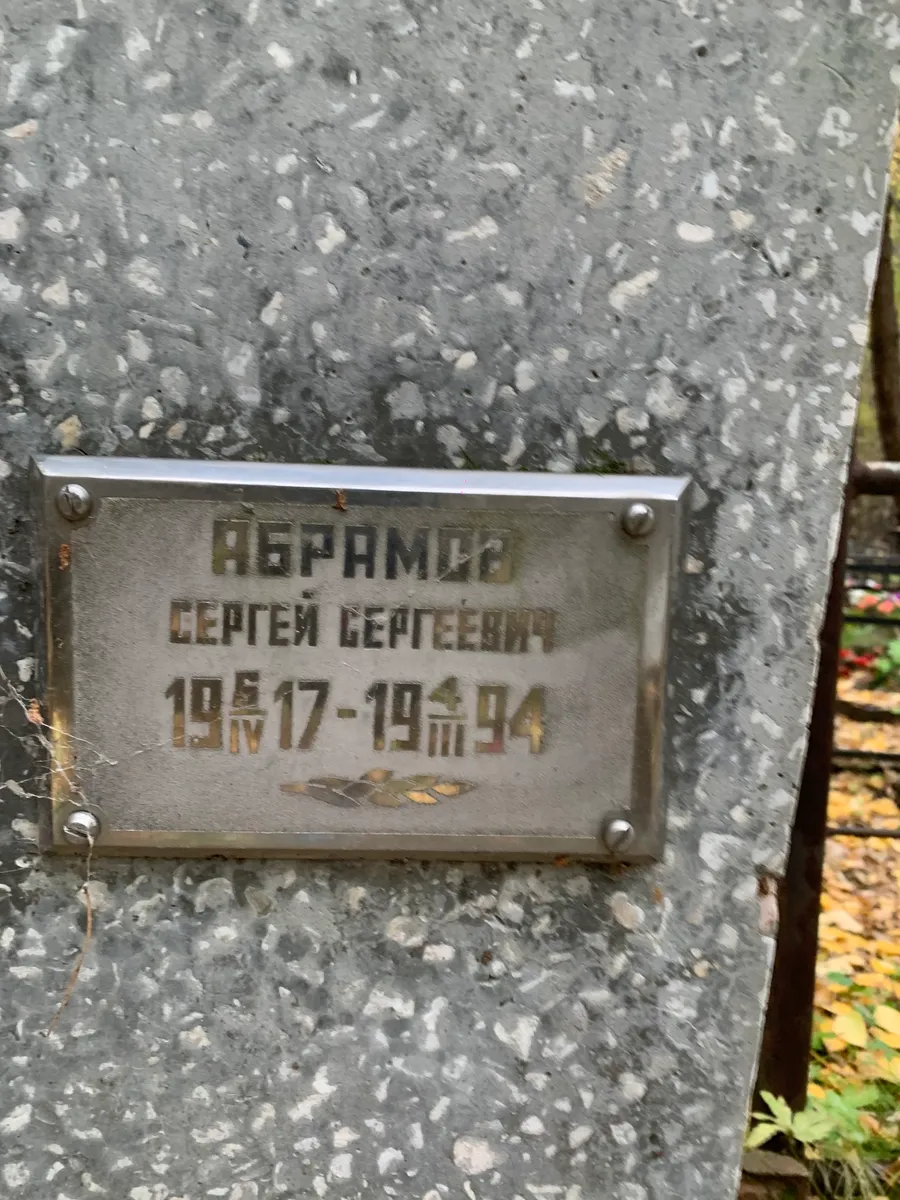 АБРАМОВ
СЕРГЕЙ СЕРГЕЕВИЧ
19 6/IV 17 - 19 4/III 94